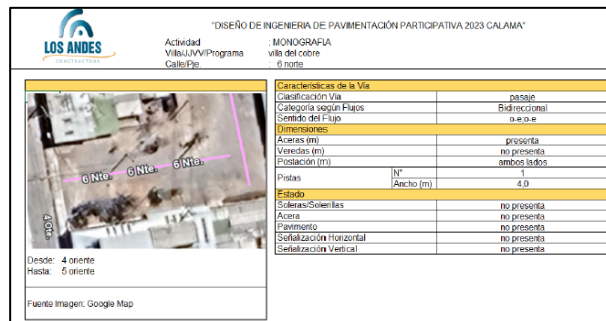 LOS ANDES
CONSTRUCTORA
"DISEÑO DE INGENIERIA DE PAVIMENTACIÓN PARTICIPATIVA 2023 CALAMA"
Actividad : MONOGRAFIA
Villa/JJVV/Programa villa del cobre
Calle/Pje. : 6 norte
6 Nte. 6 Nte. 6 Nte.
4 Ote.
Desde: 4 oriente
Hasta: 5 oriente
Fuente Imagen: Google Map
Características de la Vía
Clasificación Vía pasaje
Categoría según Flujos Bidireccional
Sentido del Flujo o-e,o-e
Dimensiones
Aceras (m) presenta
Veredas (m) no presenta
Postación (m) ambos lados
Pistas N° 1
Ancho (m) 4,0
Estado
Soleras/Solerillas no presenta
Acera no presenta
Pavimento no presenta
Señalización Horizontal no presenta
Señalización Vertical no presenta